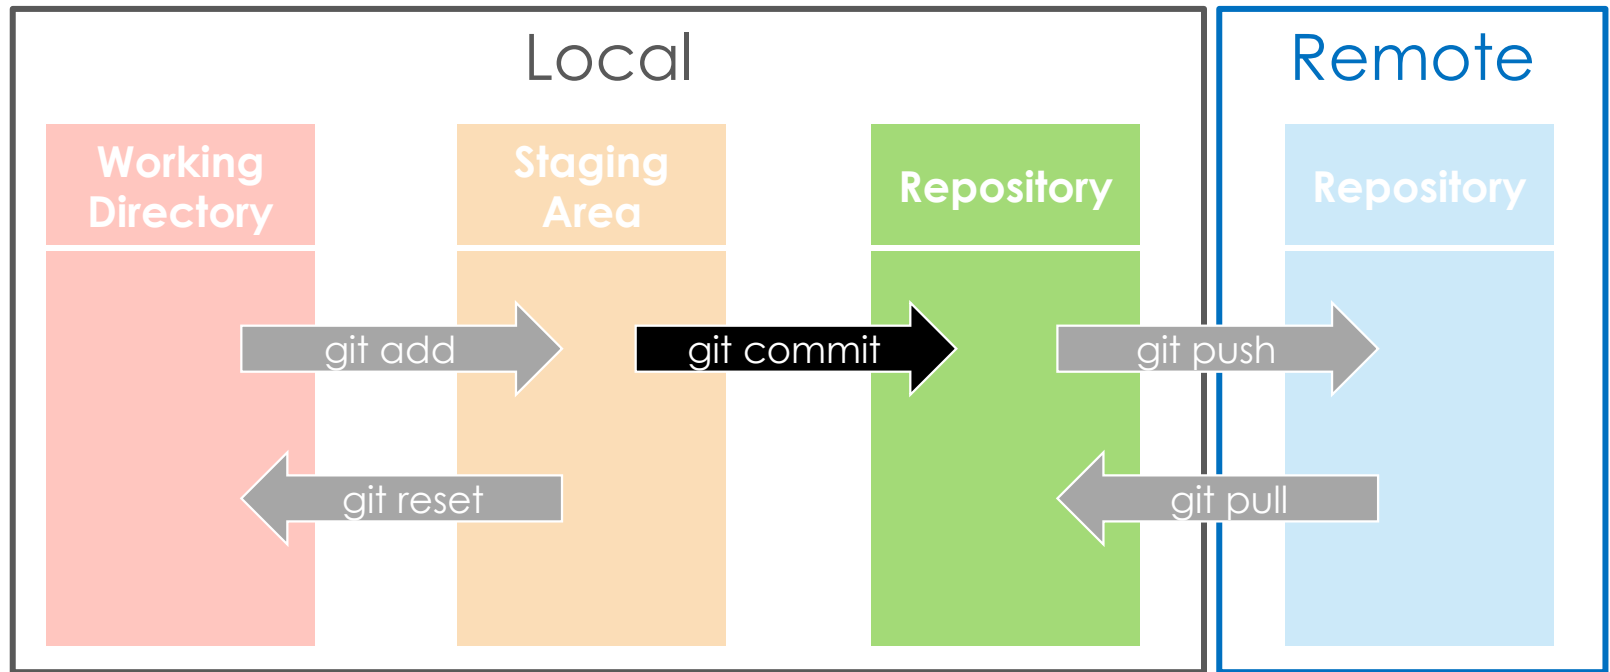 Local
Remote
Working
Directory
Staging
Area
Repository
Repository
git add
git commit
git push
git reset
git pull